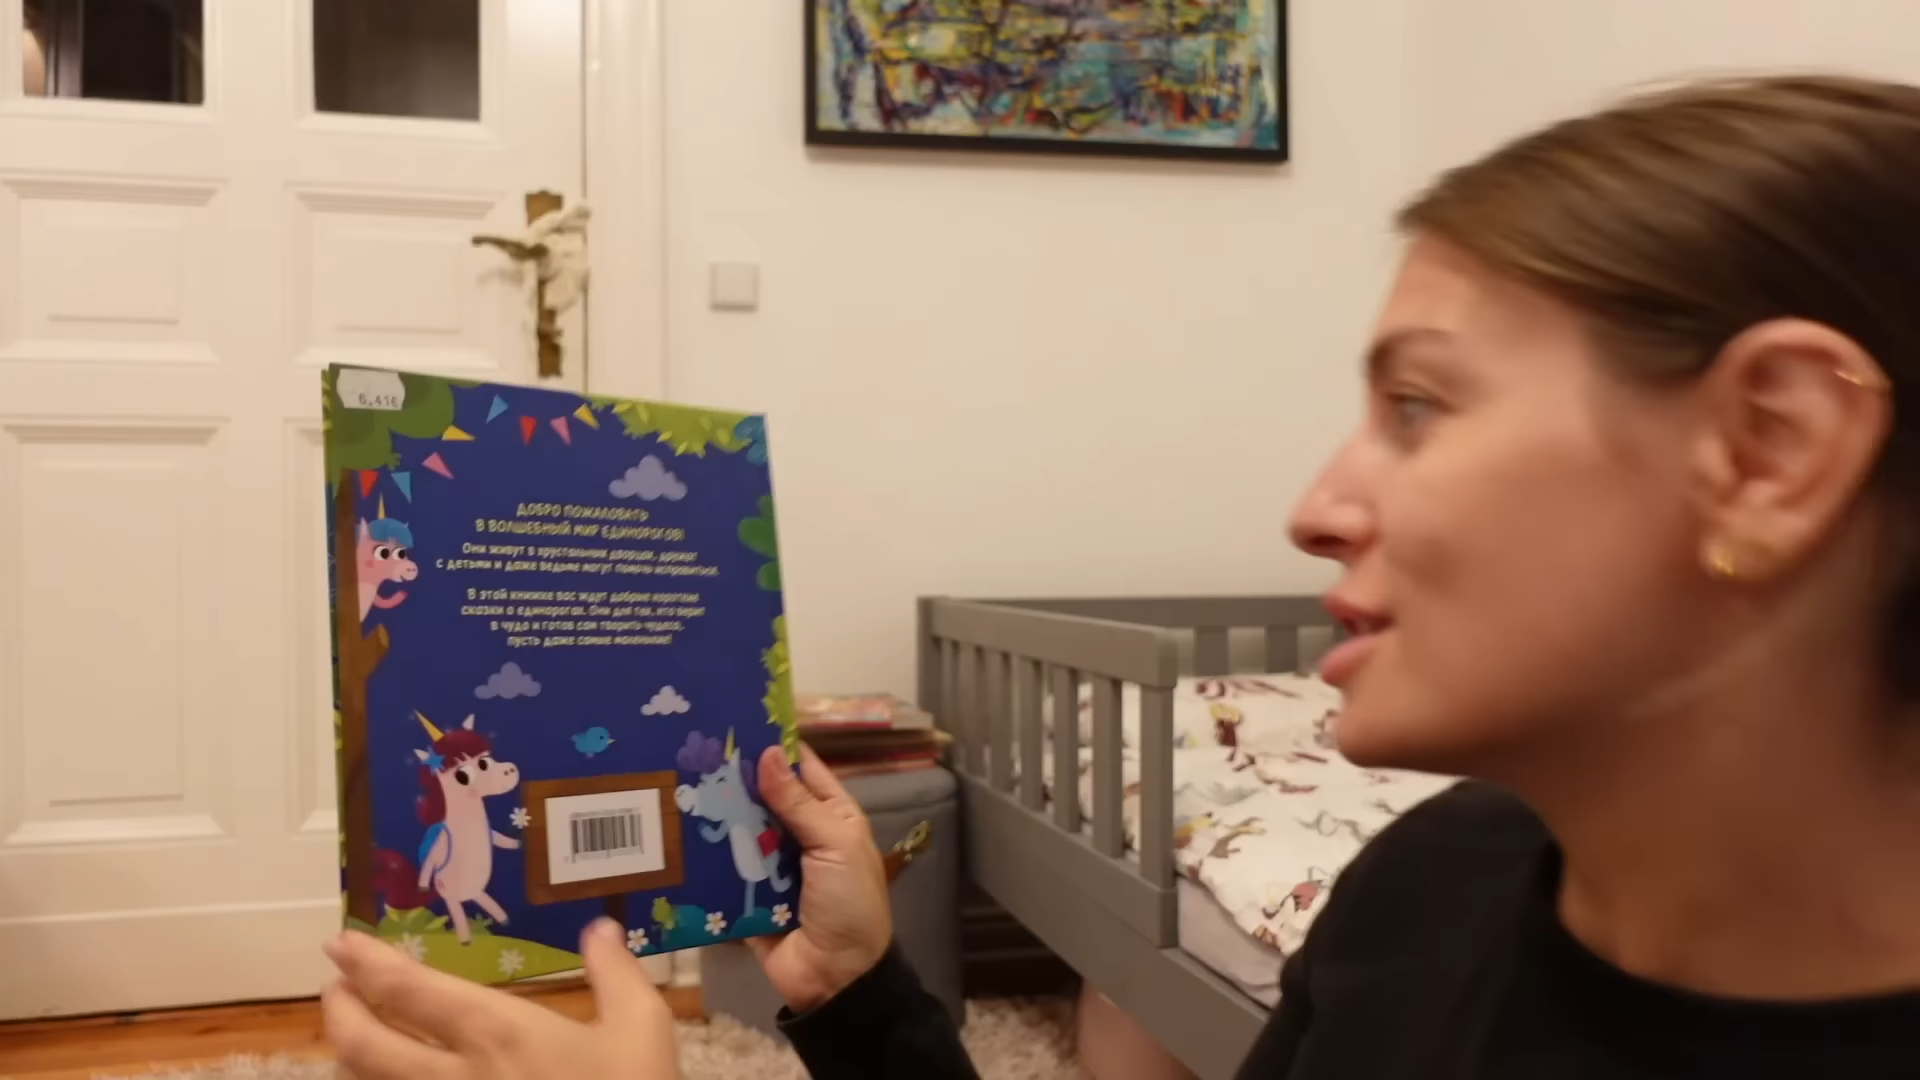 6,41€
ДОБРО ПОЖАЛОВАТЬ
В ВОЛШЕБНЫЙ МИР ЕДИНОРОГОВ!
Они живут в хрустальных дворцах, дружат
с детьми и даже ведьме могут помочь исправиться.
В этой книжке вас ждут добрые короткие
сказки о единорогах. Они для тех, кто верит
в чудо и готов сам творить чудеса,
пусть даже самые маленькие!